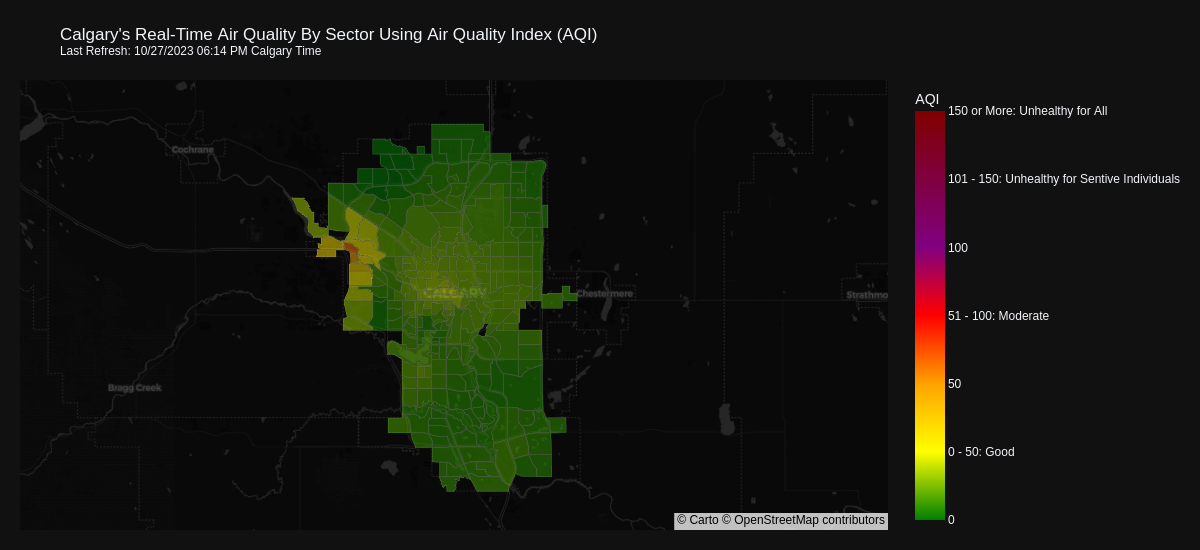 Calgary's Real-Time Air Quality By Sector Using Air Quality Index (AQI)
Last Refresh: 10/27/2023 06:14 PM Calgary Time
AQI
150 or More: Unhealthy for All
Cochrane
101 - 150: Unhealthy for Sentive Individuals
100
CALGARY
Chestermere
Strathmo
51 - 100: Moderate
Bragg Creek
50
0 - 50: Good
0
© Carto © OpenStreetMap contributors